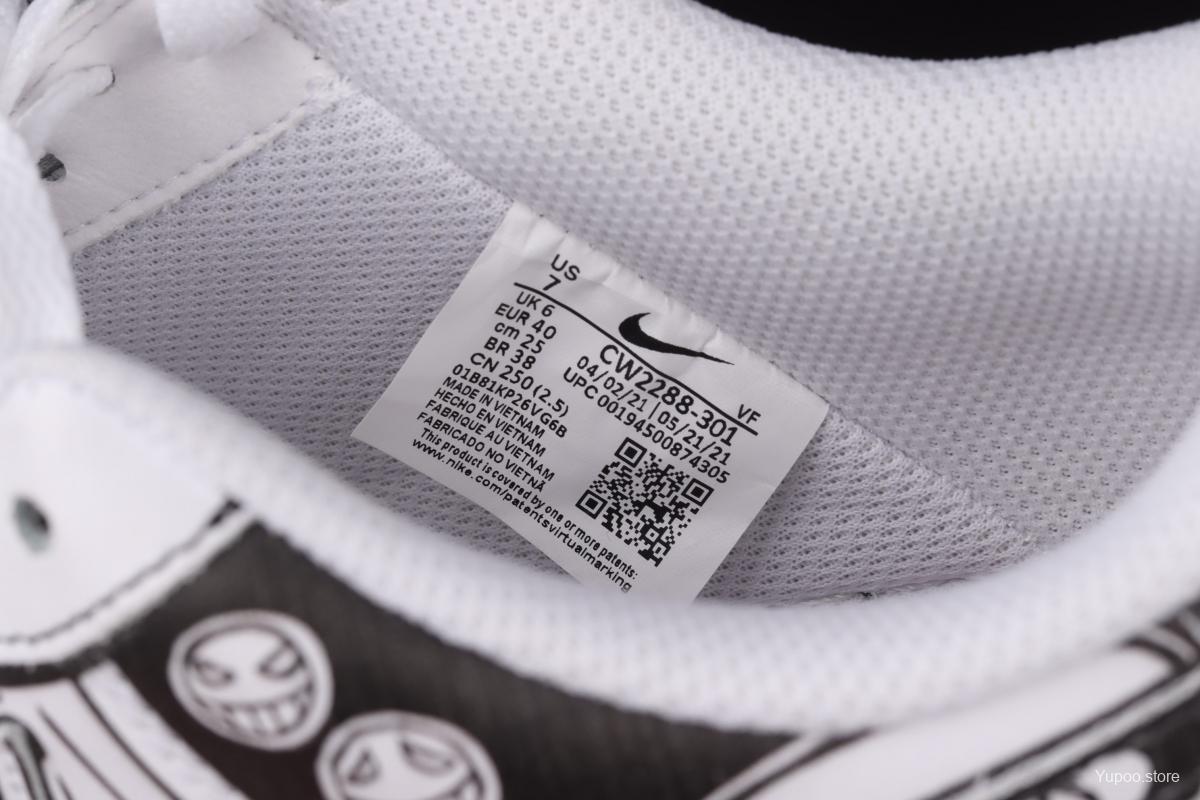 US
7
UK 6
EUR 40
cm 25
BR 38
CN 250 (2.5)
01B81KP26VG6B
MADE IN VIETNAM
HECHO EN VIETNAM
FABRIQUE AU VIETNAM
FABRICADO NO VIETNÃ
This product is covered by one or more patents:
www.nike.com/patentsvirtualmarking
VF
CW2288-301
04/02/21 | 05/21/21
UPC 00194500874305
Yupoo.store